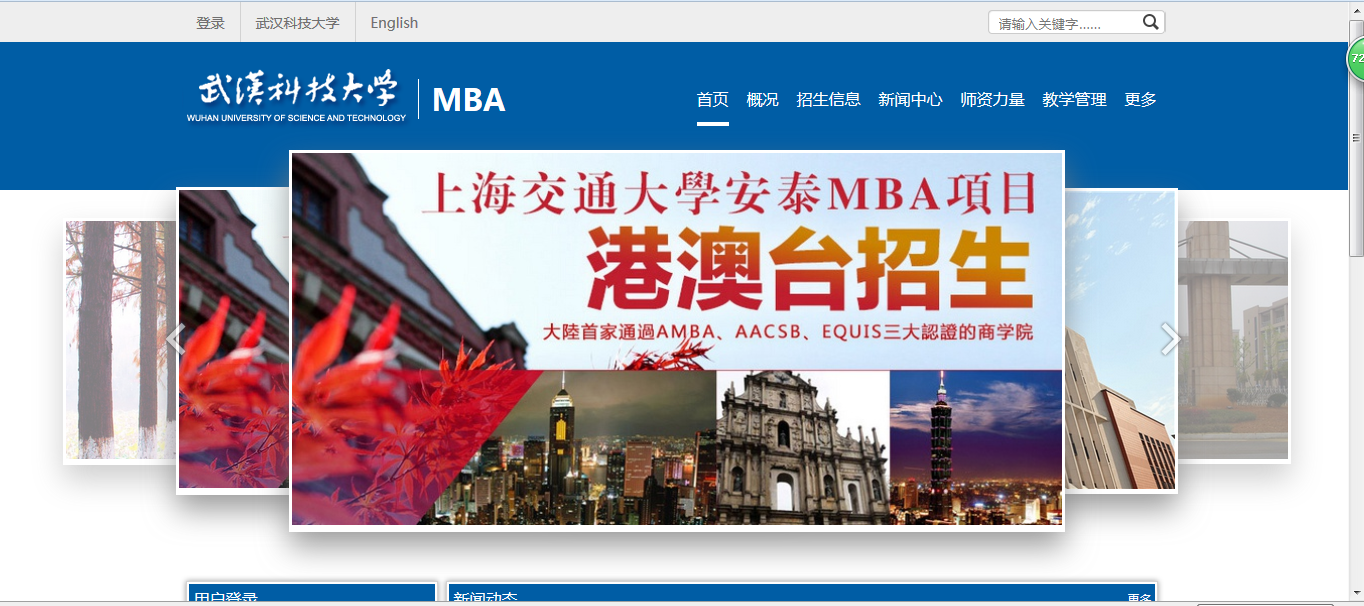 登录 武汉科技大学 English 请输入关键字......
72
武漢科技大学 MBA
WUHAN UNIVERSITY OF SCIENCE AND TECHNOLOGY
首页 概况 招生信息 新闻中心 师资力量 教学管理 更多
上海交通大學安泰MBA項目
港澳台招生
大陸首家通過AMBA、AACSB、EQUIS三大認證的商学院
用户登录 新闻动态 更多